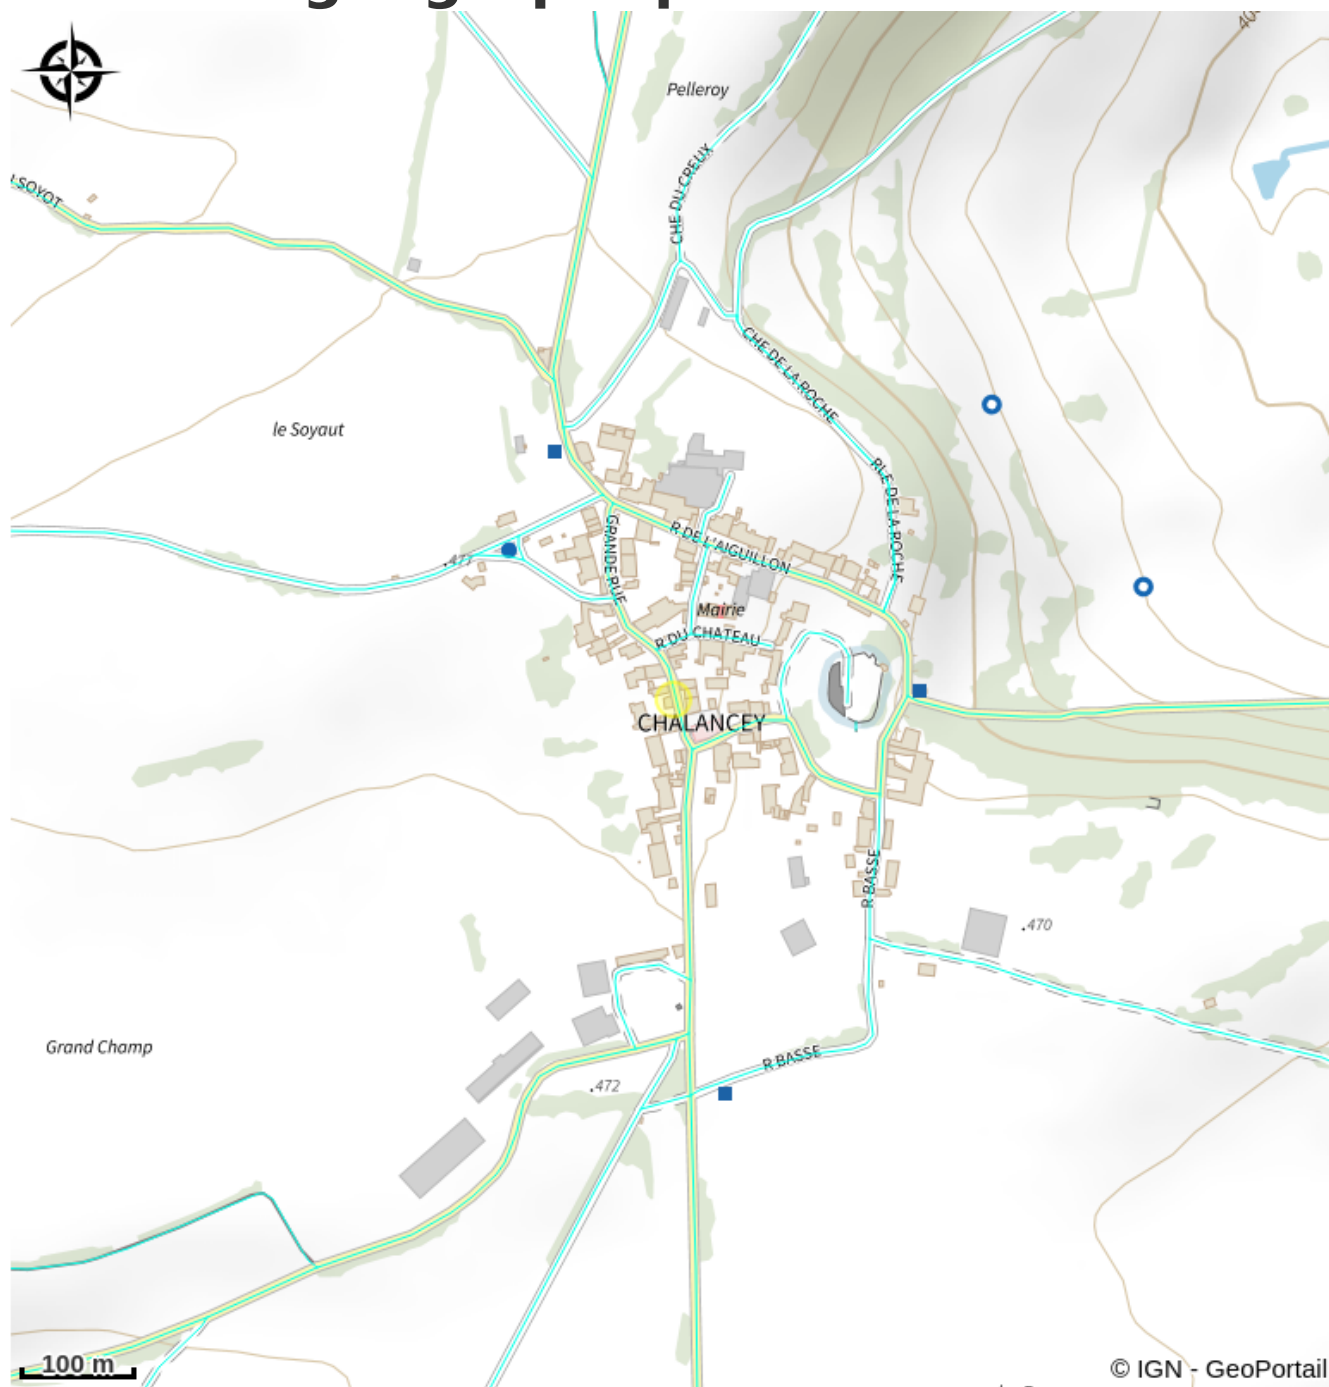 Pelleroy
SOYOT
CHE DU CREUX
CHE DE LA ROCHE
le Soyaut
RLE DE LA ROCHE
GRANDE RUE
R DE L'AIGUILLON
.477
Mairie
R DU CHATEAU
CHALANCEY
R BASSE
.470
Grand Champ
R BASSE
.472
100 m
© IGN - GeoPortail